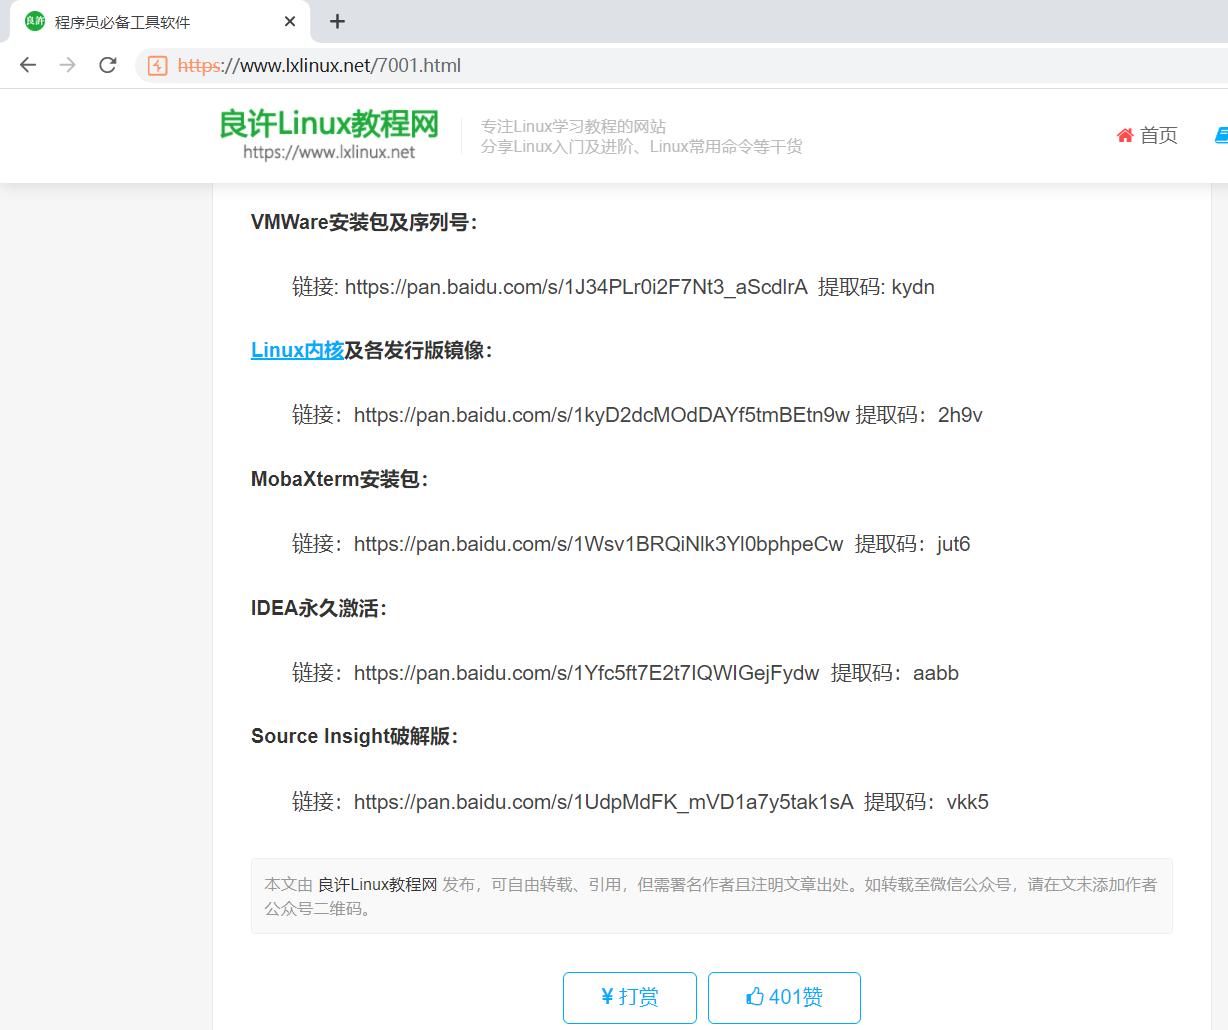 良许 程序员必备工具软件
https://www.lxlinux.net/7001.html
良许Linux教程网
https://www.lxlinux.net
专注Linux学习教程的网站
分享Linux入门及进阶、Linux常用命令等干货
首页
VMWare安装包及序列号：
链接: https://pan.baidu.com/s/1J34PLr0i2F7Nt3_aScdlrA 提取码: kydn
Linux内核及各发行版镜像：
链接：https://pan.baidu.com/s/1kyD2dcMOdDAYf5tmBEtn9w 提取码：2h9v
MobaXterm安装包：
链接：https://pan.baidu.com/s/1Wsv1BRQiNlk3Yl0bphpeCw 提取码：jut6
IDEA永久激活：
链接：https://pan.baidu.com/s/1Yfc5ft7E2t7IQWIGejFydw 提取码：aabb
Source Insight破解版：
链接：https://pan.baidu.com/s/1UdpMdFK_mVD1a7y5tak1sA 提取码：vkk5
本文由 良许Linux教程网 发布，可自由转载、引用，但需署名作者且注明文章出处。如转载至微信公众号，请在文末添加作者
公众号二维码。
¥ 打赏
401赞